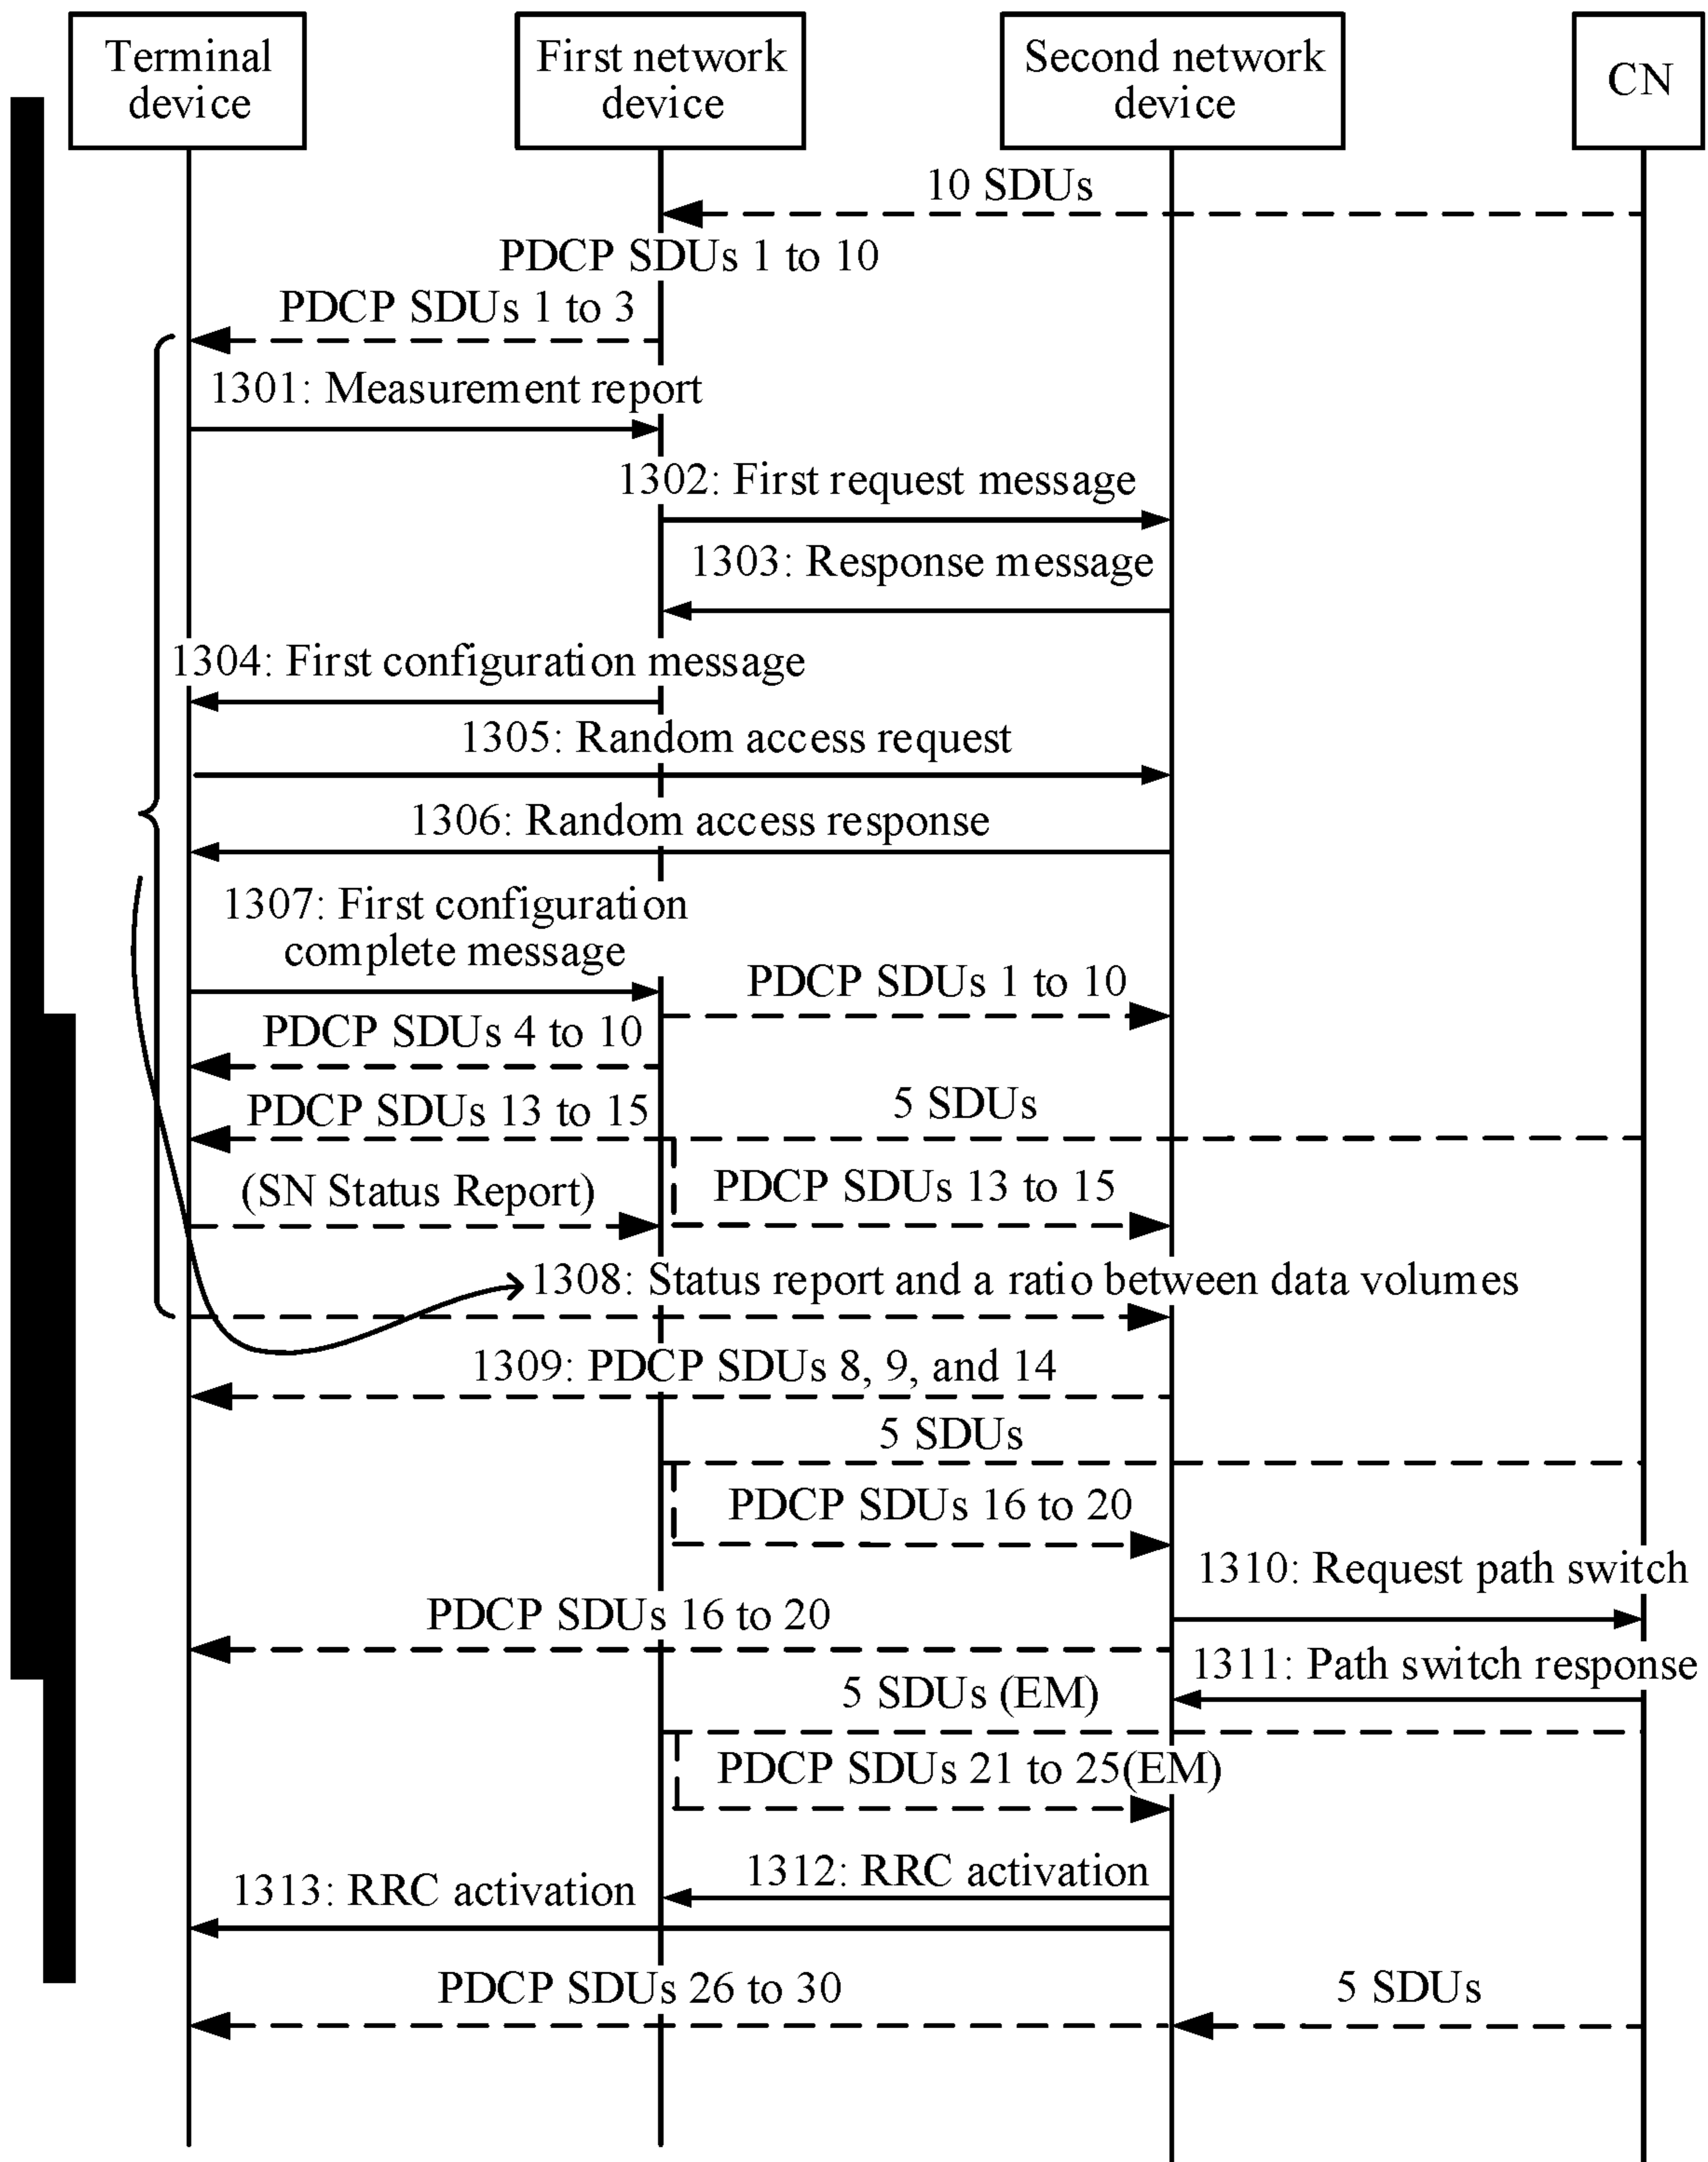 Terminal
device
First network
device
Second network
device
CN
10 SDUs
PDCP SDUs 1 to 10
PDCP SDUs 1 to 3
1301: Measurement report
1302: First request message
1303: Response message
1304: First configuration message
1305: Random access request
1306: Random access response
1307: First configuration
complete message
PDCP SDUs 1 to 10
PDCP SDUs 4 to 10
PDCP SDUs 13 to 15
5 SDUs
(SN Status Report)
PDCP SDUs 13 to 15
1308: Status report and a ratio between data volumes
1309: PDCP SDUs 8, 9, and 14
5 SDUs
PDCP SDUs 16 to 20
1310: Request path switch
PDCP SDUs 16 to 20
1311: Path switch response
5 SDUs (EM)
PDCP SDUs 21 to 25(EM)
1312: RRC activation
1313: RRC activation
PDCP SDUs 26 to 30
5 SDUs